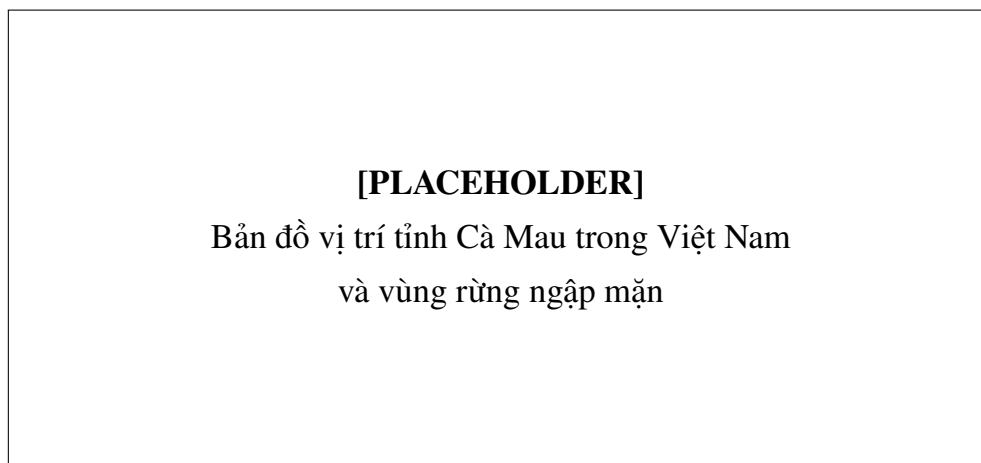 [PLACEHOLDER]
Bản đồ vị trí tỉnh Cà Mau trong Việt Nam
và vùng rừng ngập mặn